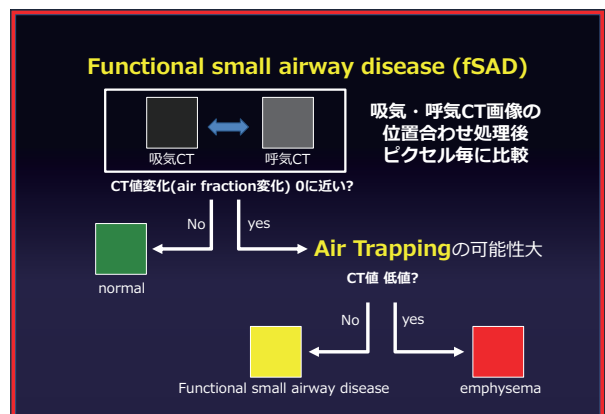 Functional small airway disease (fSAD)
吸気・呼気CT画像の
位置合わせ処理後
ピクセル毎に比較
吸気CT
呼気CT
CT値変化(air fraction変化) 0に近い?
No
yes
normal
Air Trappingの可能性大
CT値 低値?
No
yes
Functional small airway disease
emphysema